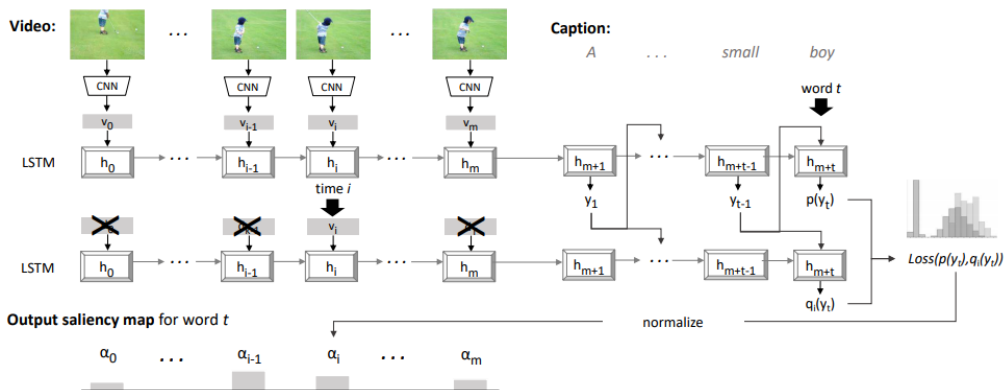 Video:
. . .
. . .
Caption:
A
. . .
small
boy
CNN
CNN
CNN
CNN
word t
v0
vi-1
vi
vm
LSTM
h0
. . .
hi-1
hi
. . .
hm
hm+1
. . .
hm+t-1
hm+t
time i
y1
yt-1
p(yt)
vi
LSTM
h0
. . .
hi-1
hi
. . .
hm
hm+1
. . .
hm+t-1
hm+t
Loss(p(yt),qi(yt))
qi(yt)
Output saliency map for word t
normalize
α0
. . .
αi-1
αi
. . .
αm